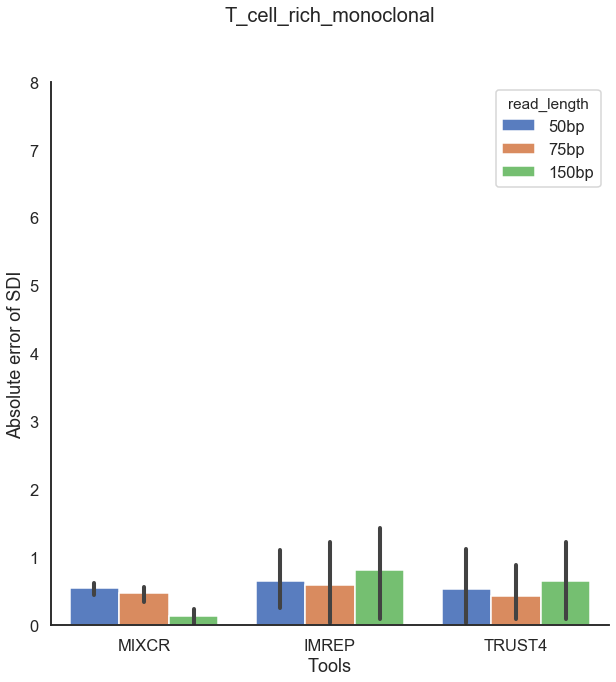 T_cell_rich_monoclonal
8
7
6
5
4
3
2
1
0
Absolute error of SDI
read_length
50bp
75bp
150bp
MIXCR
IMREP
TRUST4
Tools